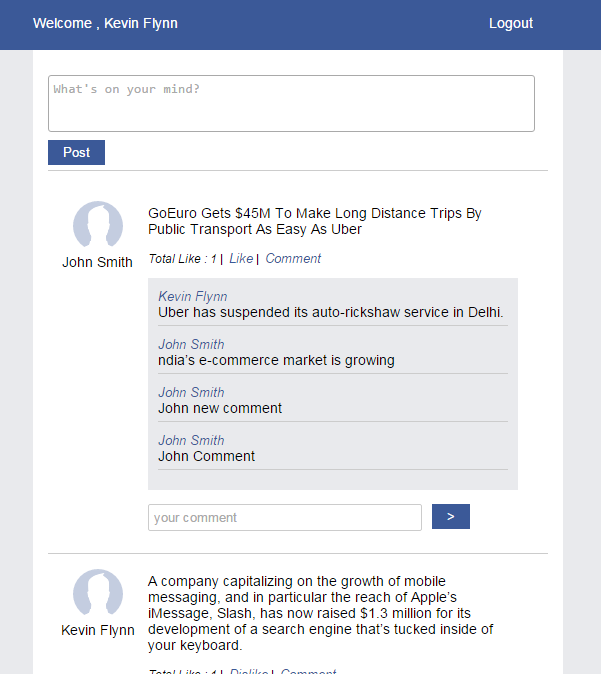 Welcome , Kevin Flynn
Logout
What's on your mind?
Post
John Smith
GoEuro Gets $45M To Make Long Distance Trips By
Public Transport As Easy As Uber
Total Like : 1 | Like | Comment
Kevin Flynn
Uber has suspended its auto-rickshaw service in Delhi.
John Smith
ndia’s e-commerce market is growing
John Smith
John new comment
John Smith
John Comment
your comment
>
Kevin Flynn
A company capitalizing on the growth of mobile
messaging, and in particular the reach of Apple’s
iMessage, Slash, has now raised $1.3 million for its
development of a search engine that’s tucked inside of
your keyboard.
Total Like : 1 | Dislike | Comment